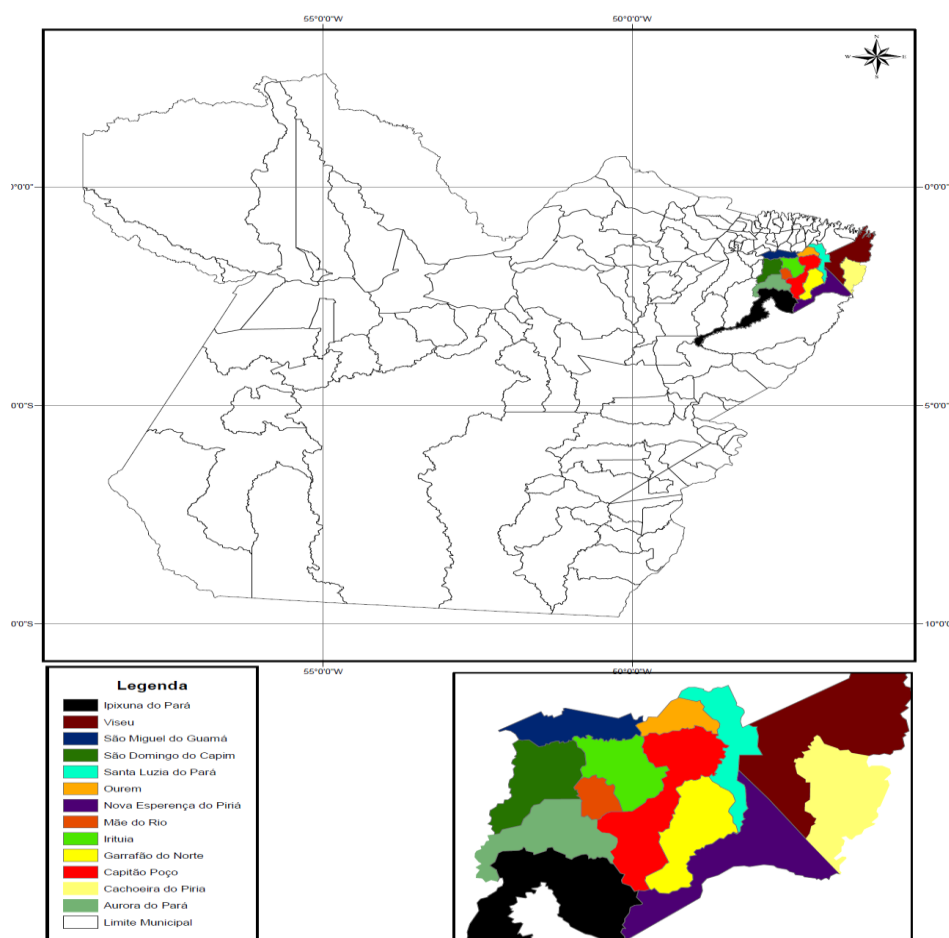 55°0'0"W 50°0'0"W
N
W E
S
)°0'0" 0°0'0"
0°0'S 5°0'0"
0°0'S 10°0'0
55°0'0"W 50°0'0"W
Legenda
Ipixuna do Pará
Viseu
São Miguel do Guamá
São Domingo do Capim
Santa Luzia do Pará
Ourem
Nova Esperença do Piriá
Mãe do Rio
Irituia
Garrafão do Norte
Capitão Poço
Cachoeira do Piria
Aurora do Pará
Limite Municipal